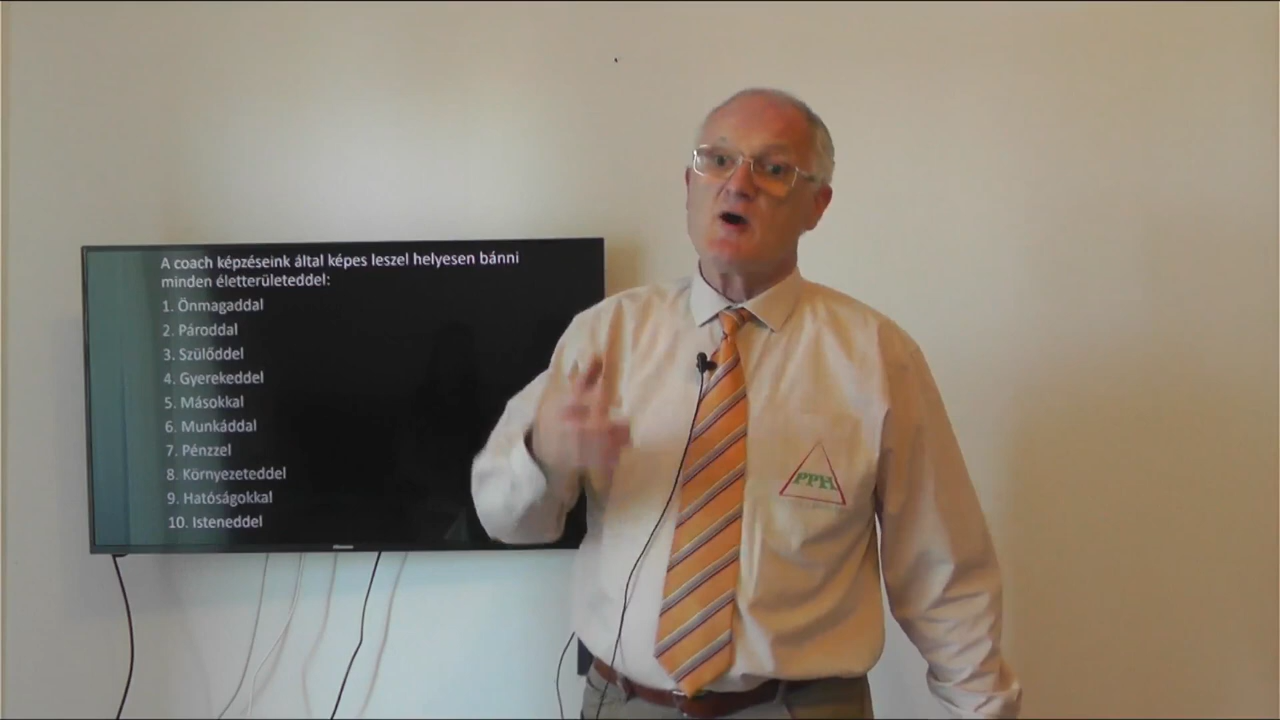 A coach képzéseink által képes leszel helyesen bánni
minden életterületeddel:
1. Önmagaddal
2. Pároddal
3. Szülőddel
4. Gyerekeddel
5. Másokkal
6. Munkáddal
7. Pénzzel
8. Környezeteddel
9. Hatóságokkal
10. Isteneddel
PPH